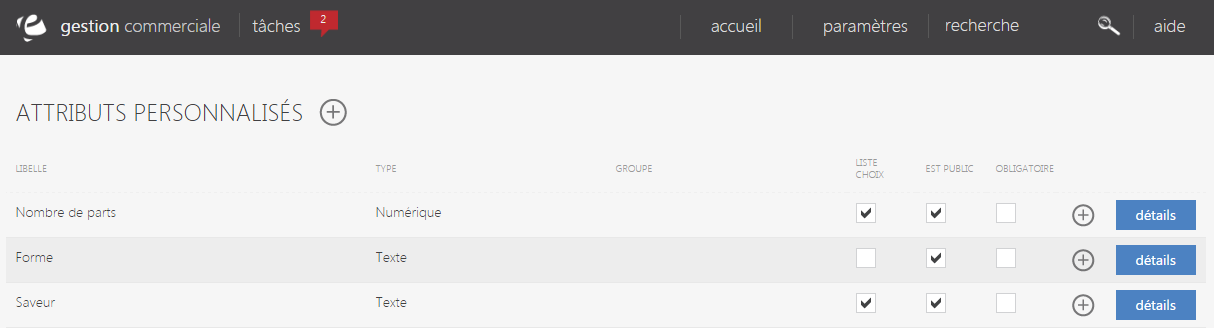 gestion commerciale tâches 2 accueil paramètres recherche aide
ATTRIBUTS PERSONNALISÉS
LIBELLE TYPE GROUPE LISTE CHOIX EST PUBLIC OBLIGATOIRE
Nombre de parts Numérique détails
Forme Texte détails
Saveur Texte détails